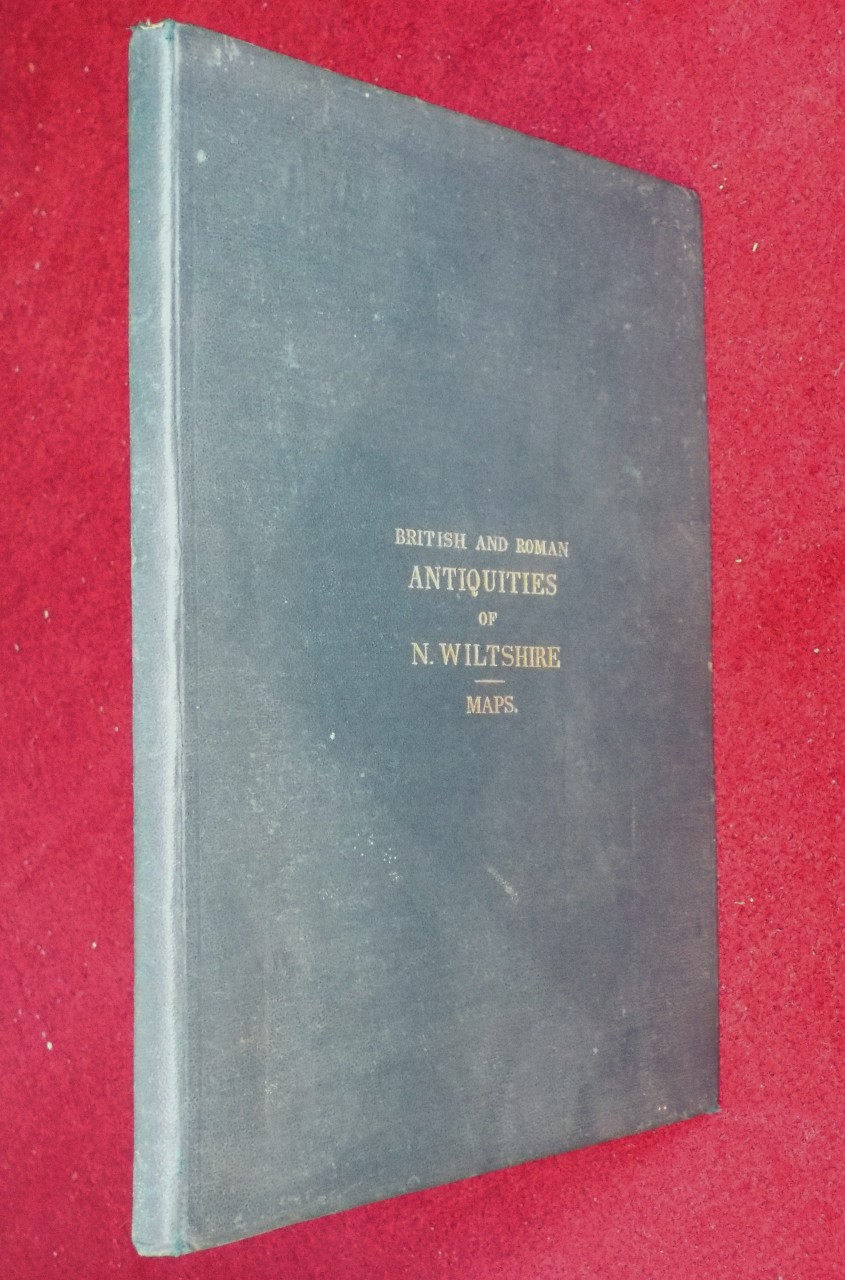 BRITISH AND ROMAN
ANTIQUITIES
OF
N. WILTSHIRE
MAPS.